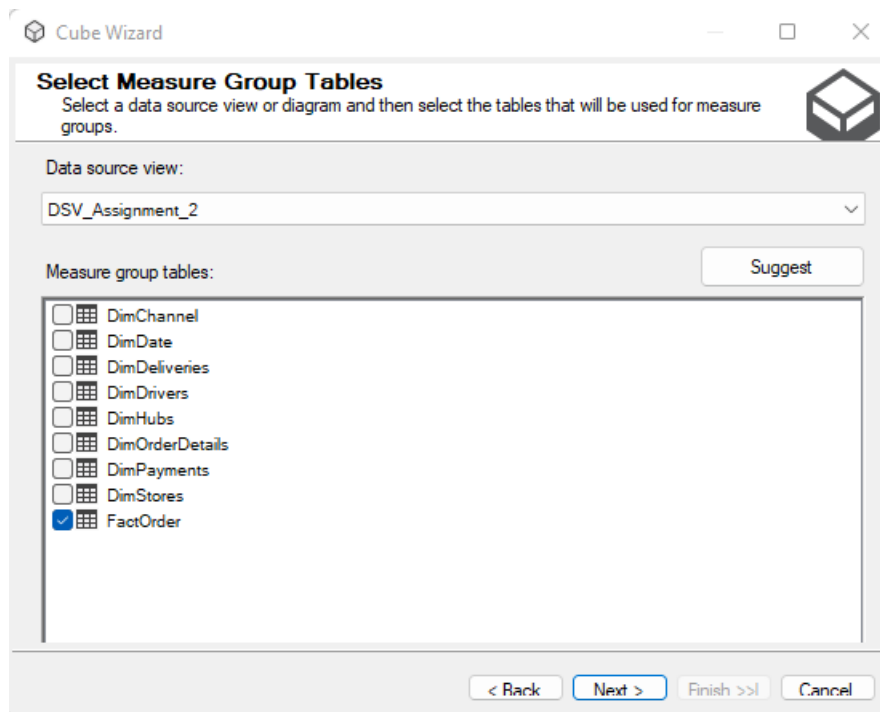 Cube Wizard
Select Measure Group Tables
Select a data source view or diagram and then select the tables that will be used for measure
groups.
Data source view:
DSV_Assignment_2
Measure group tables:
Suggest
DimChannel
DimDate
DimDeliveries
DimDrivers
DimHubs
DimOrderDetails
DimPayments
DimStores
FactOrder
< Back
Next >
Finish >>|
Cancel